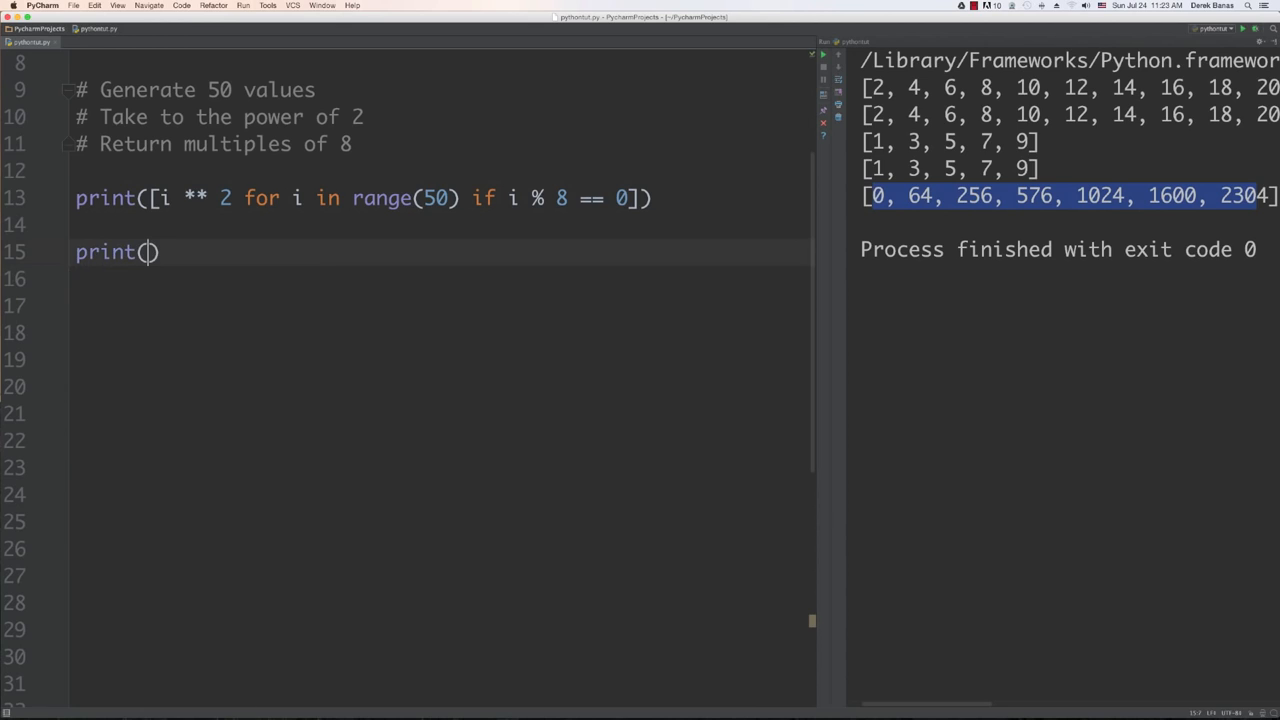 PyCharm File Edit View Navigate Code Refactor Run Tools VCS Window Help
10 Sun Jul 24 11:23 AM Derek Banas
pythontut.py - PycharmProjects - [~/PycharmProjects]
PycharmProjects pythontut.py
pythontut
pythontut.py
Run: pythontut
8
9 # Generate 50 values
10 # Take to the power of 2
11 # Return multiples of 8
12
13 print([i ** 2 for i in range(50) if i % 8 == 0])
14
15 print()
16
17
18
19
20
21
22
23
24
25
26
27
28
29
30
31
/Library/Frameworks/Python.framewor
[2, 4, 6, 8, 10, 12, 14, 16, 18, 20
[2, 4, 6, 8, 10, 12, 14, 16, 18, 20
[1, 3, 5, 7, 9]
[1, 3, 5, 7, 9]
[0, 64, 256, 576, 1024, 1600, 2304]
Process finished with exit code 0
15:7 LF÷ UTF-8÷